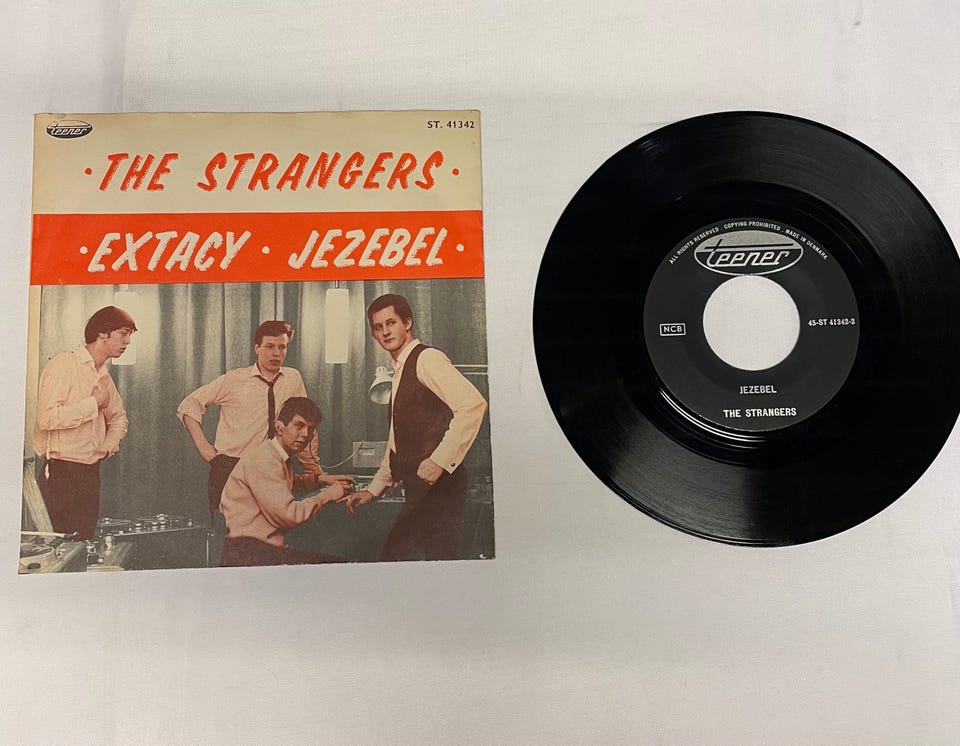 teener
ST. 41342
· THE STRANGERS ·
· EXTACY · JEZEBEL ·
ALL RIGHTS RESERVED · COPYING PROHIBITED · MADE IN DENMARK
teener
NCB
45-ST 41342-2
JEZEBEL
THE STRANGERS